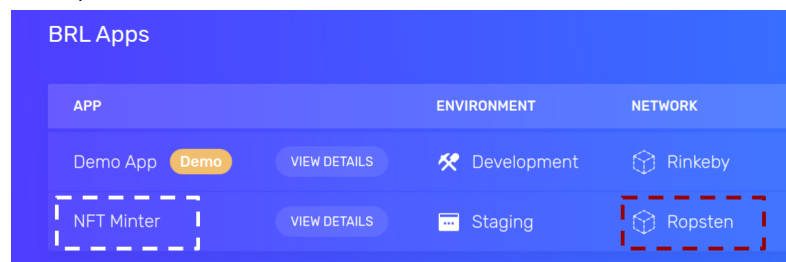 BRL Apps
APP ENVIRONMENT NETWORK
Demo App Demo VIEW DETAILS Development Rinkeby
NFT Minter VIEW DETAILS Staging Ropsten